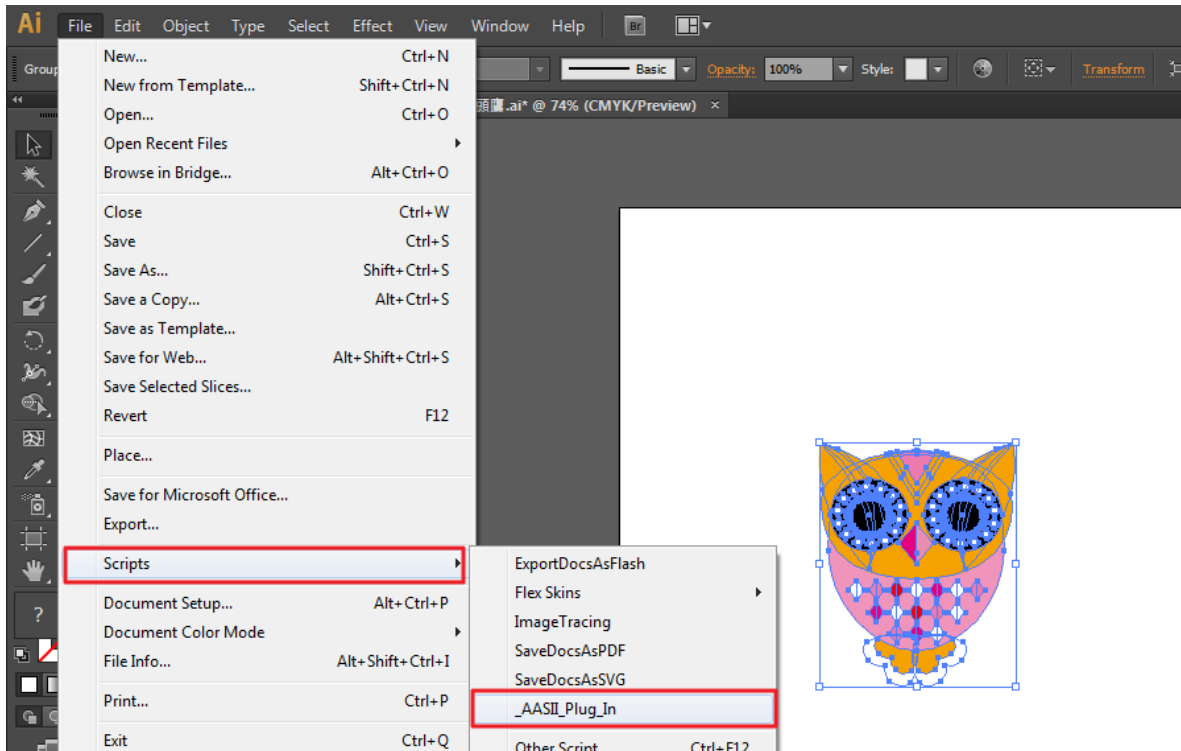 Ai File Edit Object Type Select Effect View Window Help Br
Group Basic Opacity: 100% Style: Transform
頭鷹.ai* @ 74% (CMYK/Preview) ×
New... Ctrl+N
New from Template... Shift+Ctrl+N
Open... Ctrl+O
Open Recent Files
Browse in Bridge... Alt+Ctrl+O
Close Ctrl+W
Save Ctrl+S
Save As... Shift+Ctrl+S
Save a Copy... Alt+Ctrl+S
Save as Template...
Save for Web... Alt+Shift+Ctrl+S
Save Selected Slices...
Revert F12
Place...
Save for Microsoft Office...
Export...
Scripts
Document Setup... Alt+Ctrl+P
Document Color Mode
File Info... Alt+Shift+Ctrl+I
Print... Ctrl+P
Exit Ctrl+Q
ExportDocsAsFlash
Flex Skins
ImageTracing
SaveDocsAsPDF
SaveDocsAsSVG
_AASII_Plug_In
Other Script... Ctrl+F12
?